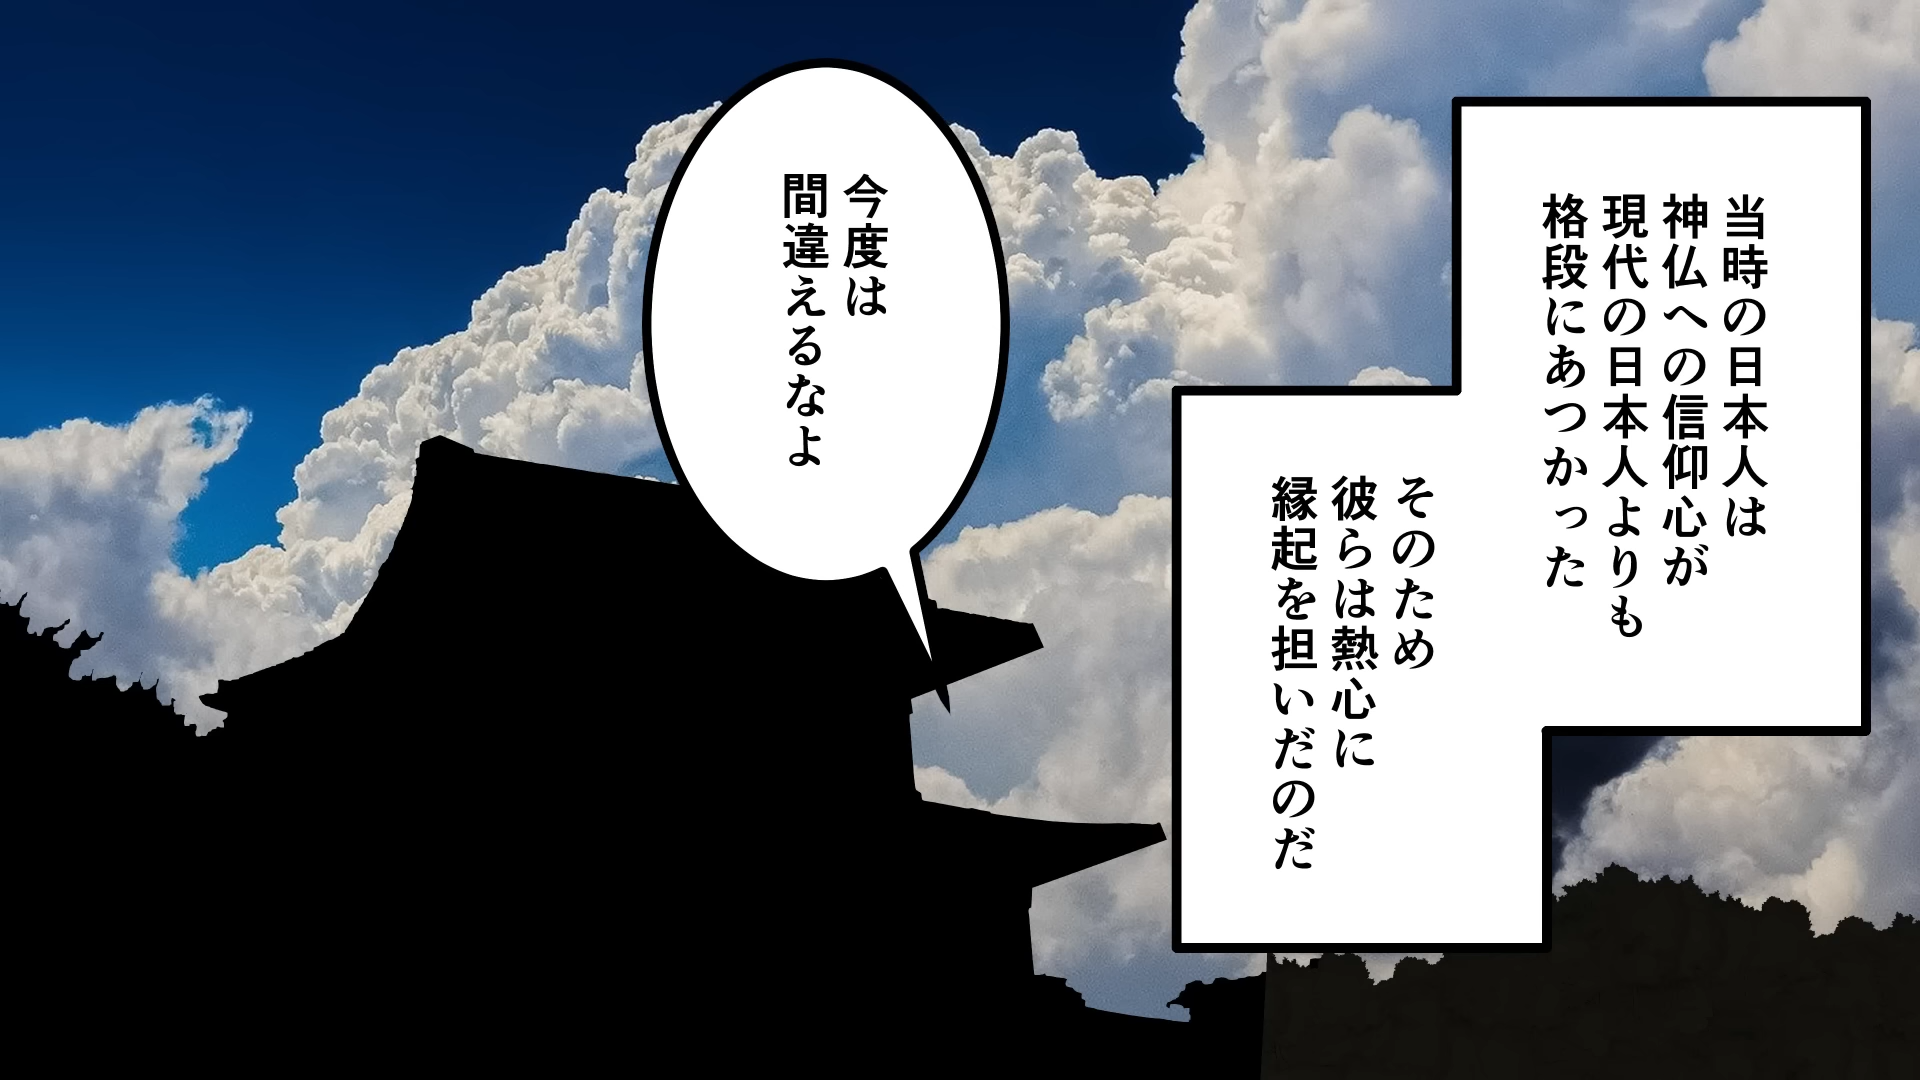 当時の日本人は
神仏への信仰心が
現代の日本人よりも
格段にあつかった
そのため
彼らは熱心に
縁起を担いだのだ
今度は
間違えるなよ